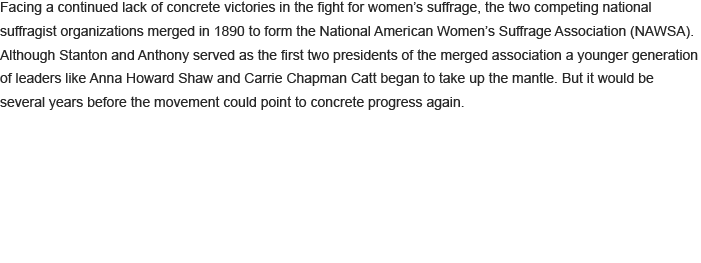 Facing a continued lack of concrete victories in the fight for women’s suffrage, the two competing national
suffragist organizations merged in 1890 to form the National American Women’s Suffrage Association (NAWSA).
Although Stanton and Anthony served as the first two presidents of the merged association a younger generation
of leaders like Anna Howard Shaw and Carrie Chapman Catt began to take up the mantle. But it would be
several years before the movement could point to concrete progress again.